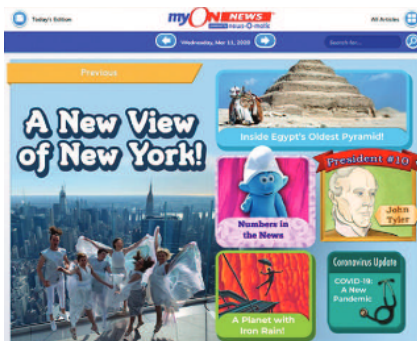 Today's Edition
myON NEWS
news-O-matic
All Articles
Wednesday, Mar 11, 2020
Search for...
Previous
A New View
of New York!
Inside Egypt's Oldest Pyramid!
Numbers in
the News
President #10
John
Tyler
A Planet with
Iron Rain!
Coronavirus Update
COVID-19:
A New
Pandemic